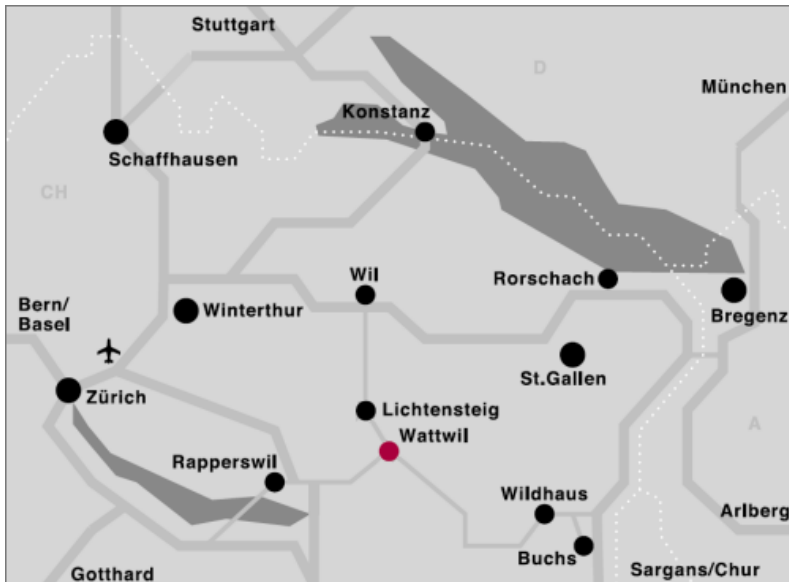 Stuttgart
D
München
Konstanz
Schaffhausen
CH
Wil
Rorschach
Bern/
Basel
Winterthur
Bregenz
St.Gallen
Zürich
Lichtensteig
A
Wattwil
Rapperswil
Wildhaus
Arlberg
Buchs
Gotthard
Sargans/Chur